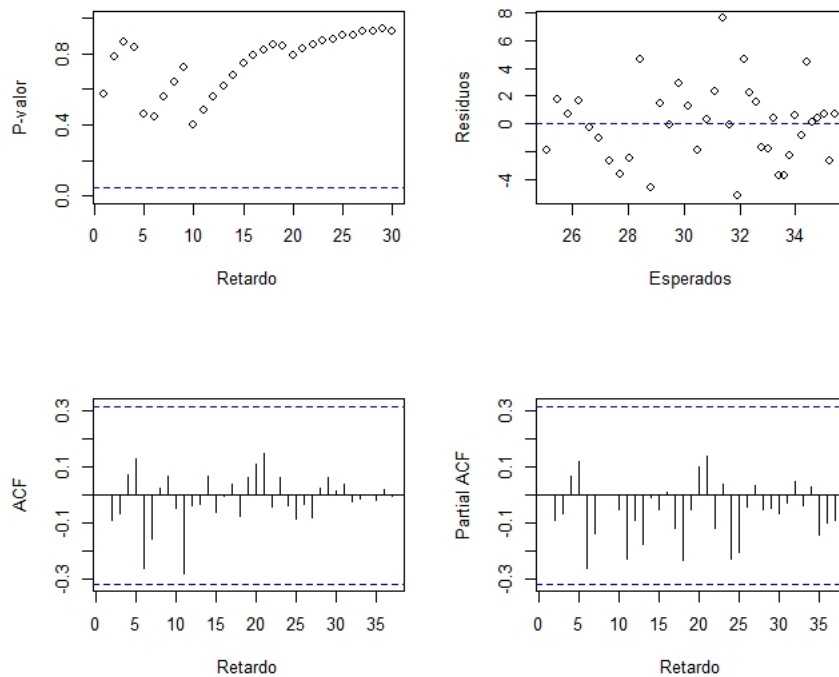 P-valor
0.0 0.4 0.8
0 5 10 15 20 25 30
Retardo
Residuos
-4 0 2 4 6 8
26 28 30 32 34
Esperados
ACF
-0.3 -0.1 0.1 0.3
0 5 10 15 20 25 30 35
Retardo
Partial ACF
-0.3 -0.1 0.1 0.3
0 5 10 15 20 25 30 35
Retardo